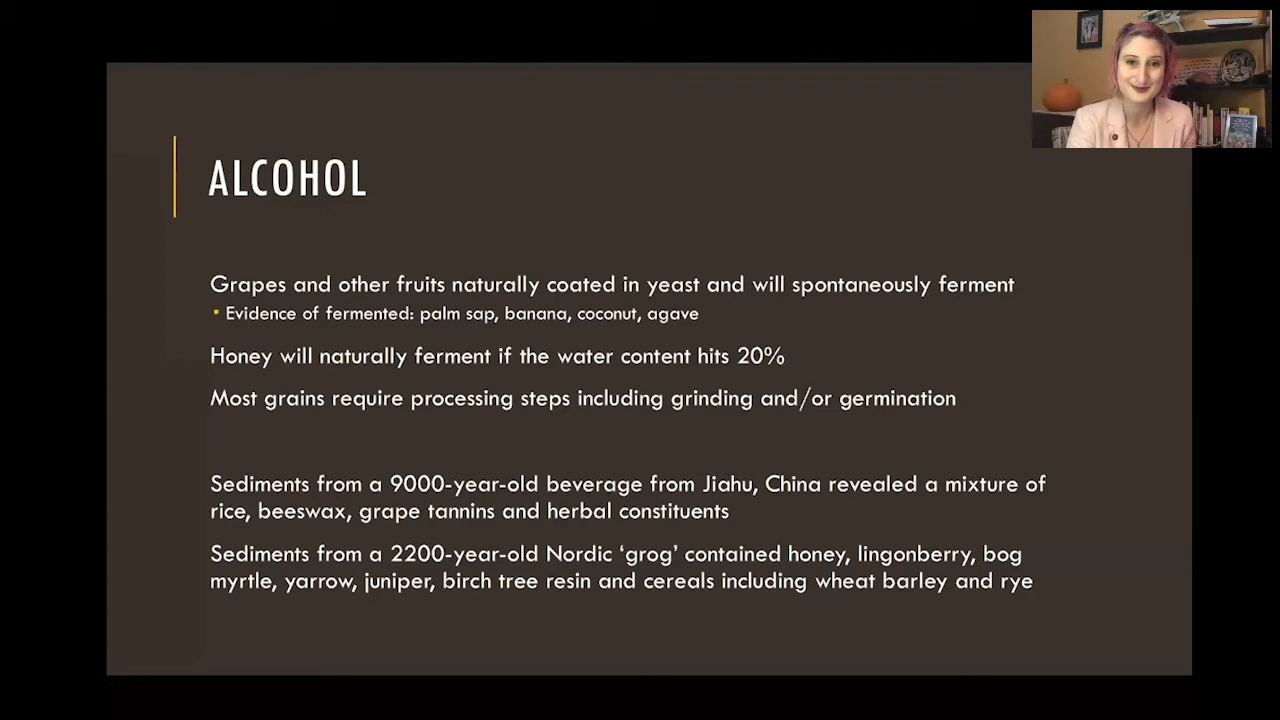 ALCOHOL
Grapes and other fruits naturally coated in yeast and will spontaneously ferment
▪ Evidence of fermented: palm sap, banana, coconut, agave
Honey will naturally ferment if the water content hits 20%
Most grains require processing steps including grinding and/or germination
Sediments from a 9000-year-old beverage from Jiahu, China revealed a mixture of
rice, beeswax, grape tannins and herbal constituents
Sediments from a 2200-year-old Nordic ‘grog’ contained honey, lingonberry, bog
myrtle, yarrow, juniper, birch tree resin and cereals including wheat barley and rye